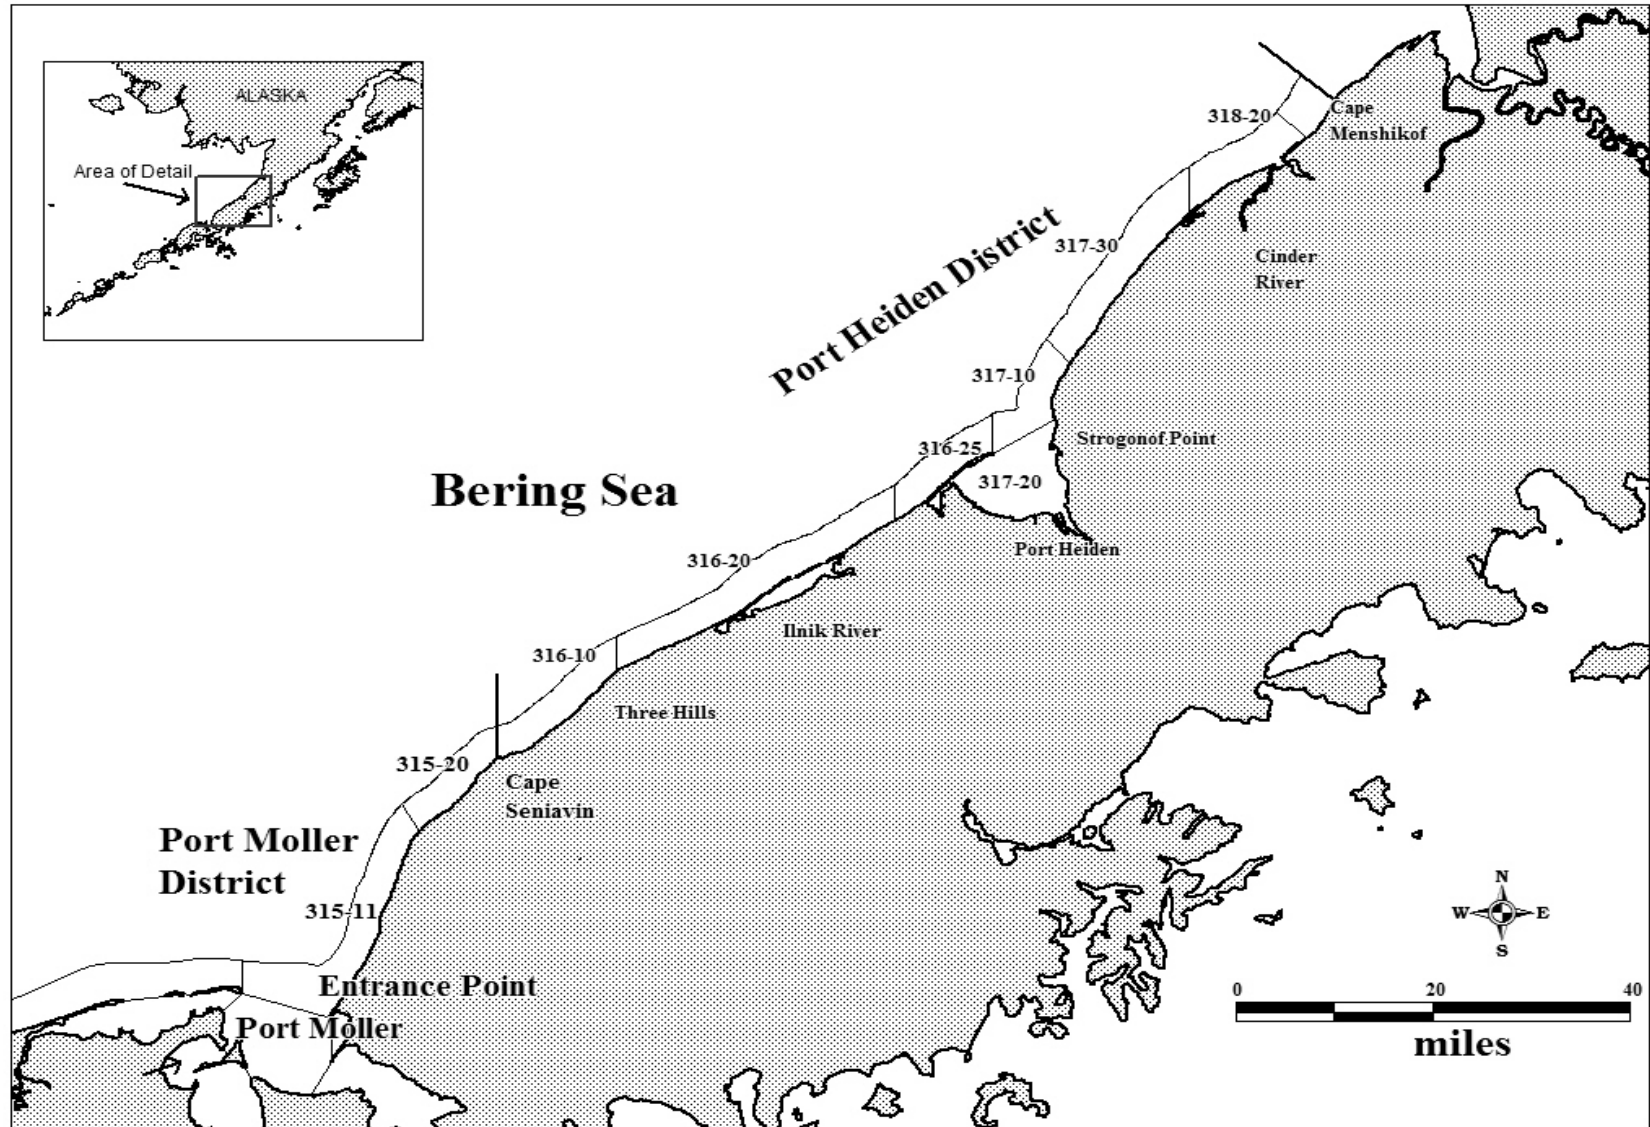 ALASKA
Area of Detail
318-20
Cape
Menshikof
317-30
Port Heiden District
Cinder
River
317-10
Strogonof Point
316-25
317-20
Bering Sea
Port Heiden
316-20
Ilnik River
316-10
Three Hills
315-20
Cape
Seniavin
Port Moller
District
315-11
N
W
E
S
Entrance Point
0
20
40
Port Moller
miles